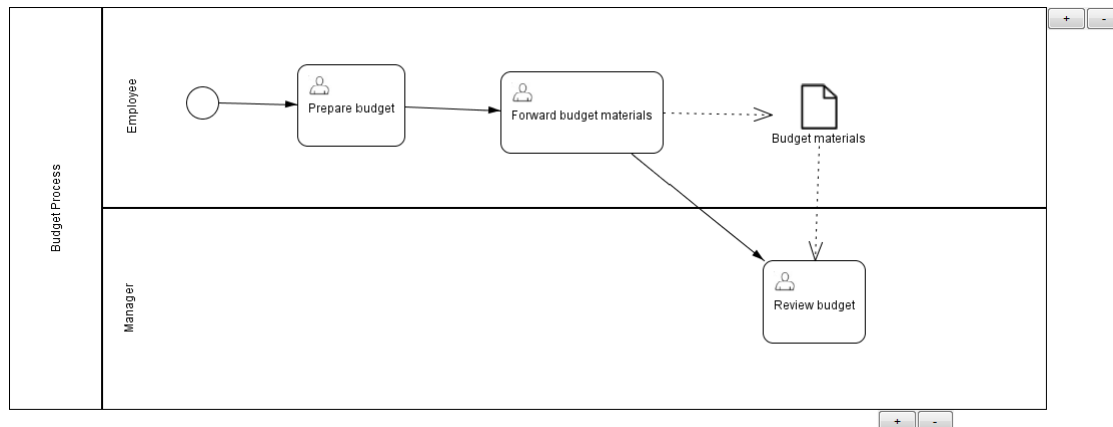 Budget Process
Employee
Prepare budget
Forward budget materials
Budget materials
Manager
Review budget
+ -
+ -